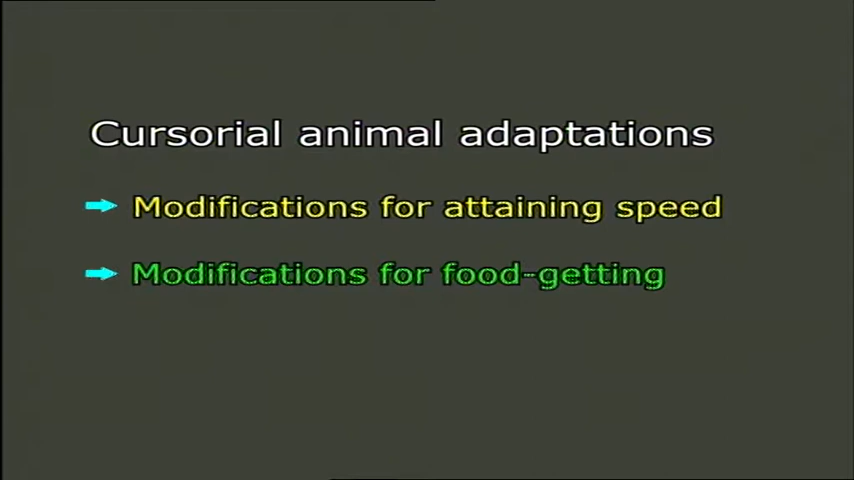 Cursorial animal adaptations
Modifications for attaining speed
Modifications for food-getting